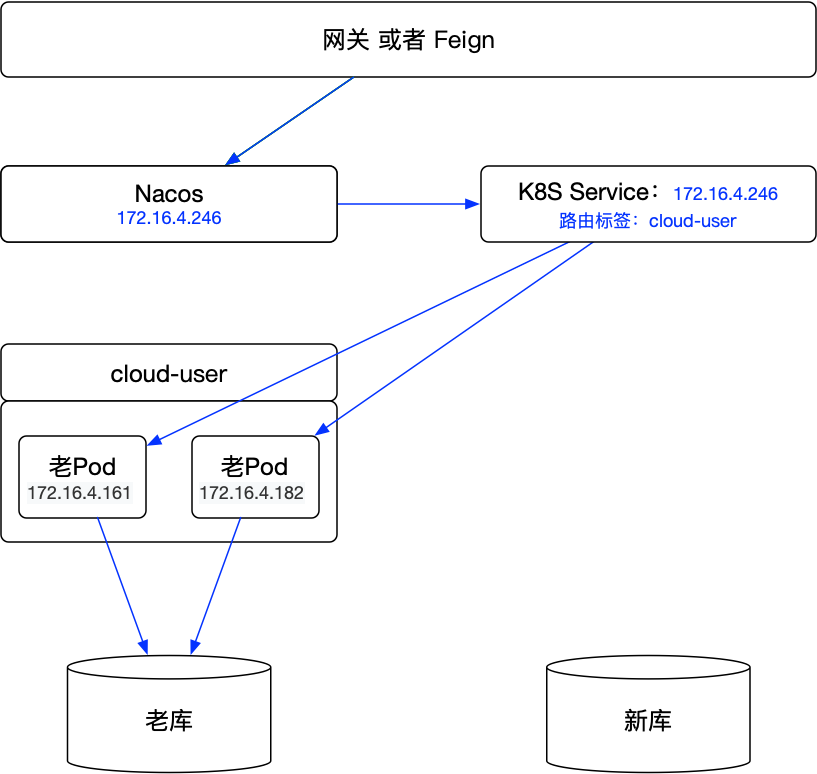 网关 或者 Feign
Nacos
172.16.4.246
K8S Service：172.16.4.246
路由标签：cloud-user
cloud-user
老Pod
172.16.4.161
老Pod
172.16.4.182
老库
新库